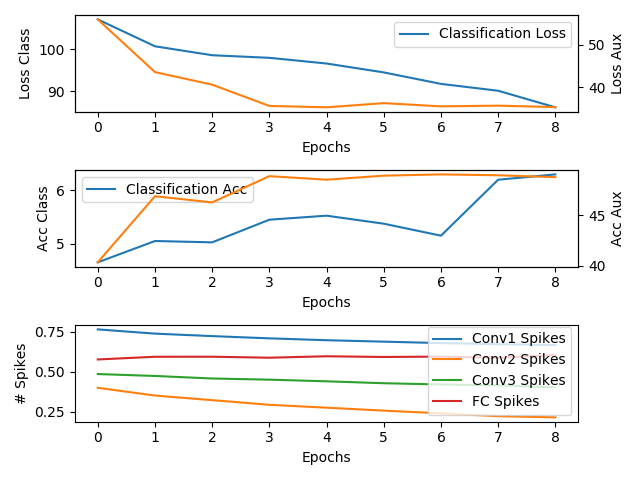 Loss Class
100
90
Classification Loss
50
40
Loss Aux
0 1 2 3 4 5 6 7 8
Epochs
Acc Class
6
5
Classification Acc
45
40
Acc Aux
0 1 2 3 4 5 6 7 8
Epochs
# Spikes
0.75
0.50
0.25
Conv1 Spikes
Conv2 Spikes
Conv3 Spikes
FC Spikes
0 1 2 3 4 5 6 7 8
Epochs